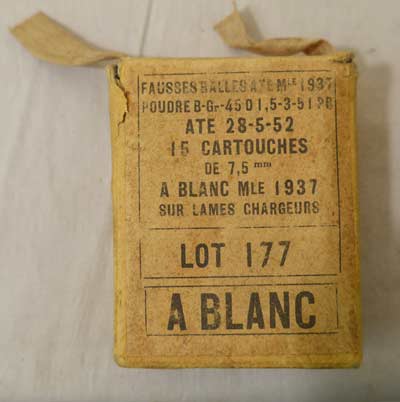 FAUSSES BALLES ATE MLE 1937
POUDRE B-Gr-45 0 1,5-3-51 PB
ATE 28-5-52
15 CARTOUCHES
DE 7,5 mm
A BLANC MLE 1937
SUR LAMES CHARGEURS
LOT 177
A BLANC